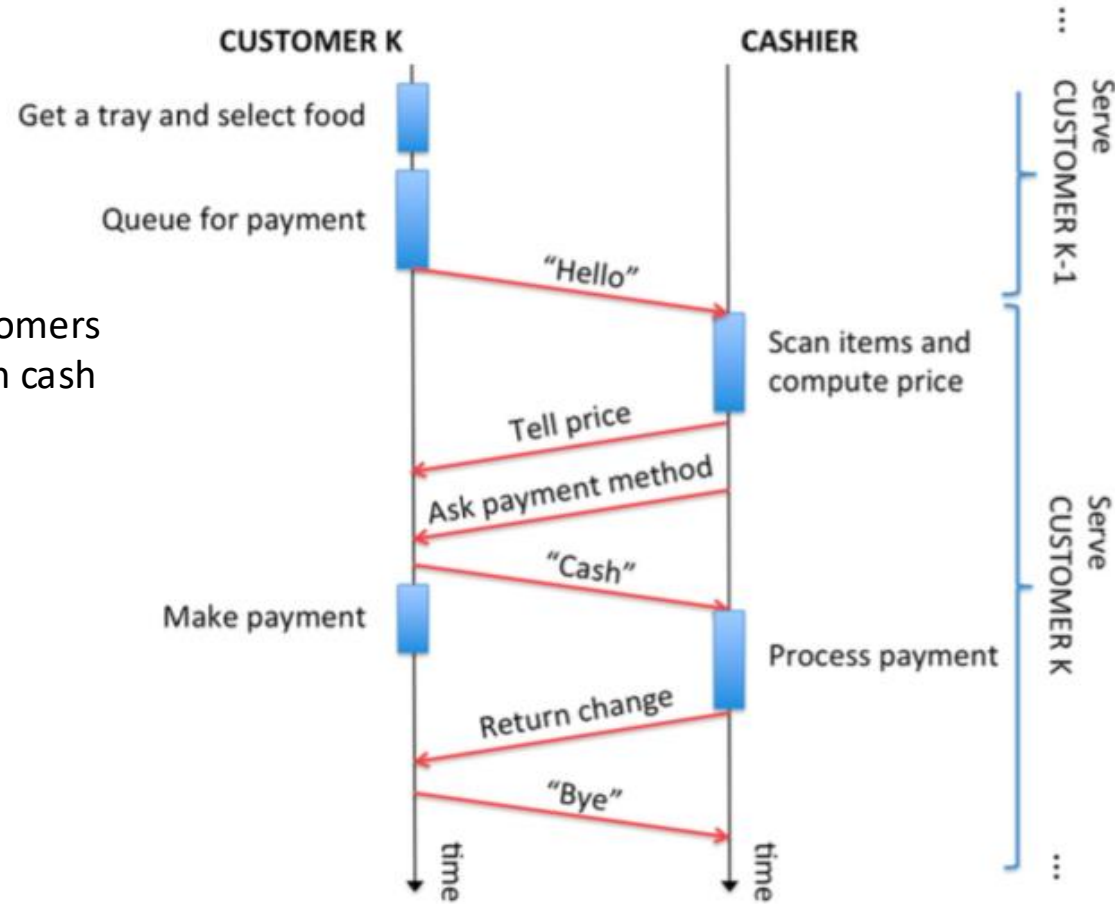 CUSTOMER K
CASHIER
...
Get a tray and select food
Serve
CUSTOMER K-1
Queue for payment
“Hello”
cash
Scan items and
compute price
Tell price
Ask payment method
Serve
CUSTOMER K
“Cash”
Make payment
Process payment
Return change
“Bye”
...
time
time